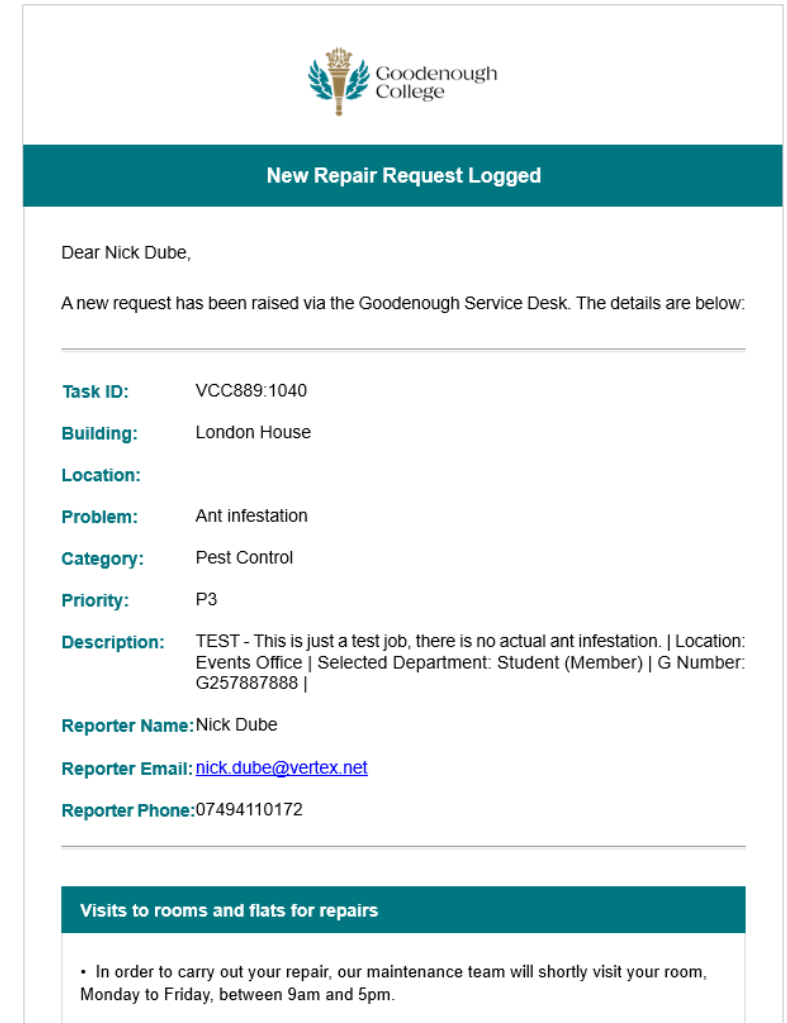 Goodenough
College
New Repair Request Logged
Dear Nick Dube,
A new request has been raised via the Goodenough Service Desk. The details are below:
Task ID: VCC889:1040
Building: London House
Location:
Problem: Ant infestation
Category: Pest Control
Priority: P3
Description: TEST - This is just a test job, there is no actual ant infestation. | Location:
Events Office | Selected Department: Student (Member) | G Number:
G257887888 |
Reporter Name: Nick Dube
Reporter Email: nick.dube@vertex.net
Reporter Phone: 07494110172
Visits to rooms and flats for repairs
• In order to carry out your repair, our maintenance team will shortly visit your room,
Monday to Friday, between 9am and 5pm.